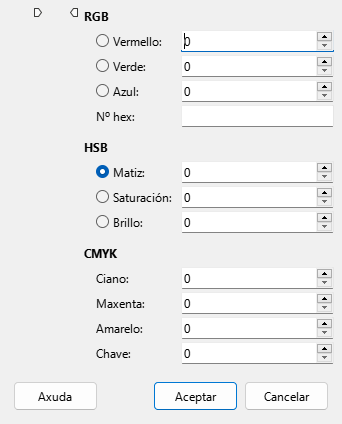 RGB
Vermello: 0
Verde: 0
Azul: 0
Nº hex:
HSB
Matiz: 0
Saturación: 0
Brillo: 0
CMYK
Ciano: 0
Maxenta: 0
Amarelo: 0
Chave: 0
Axuda Aceptar Cancelar